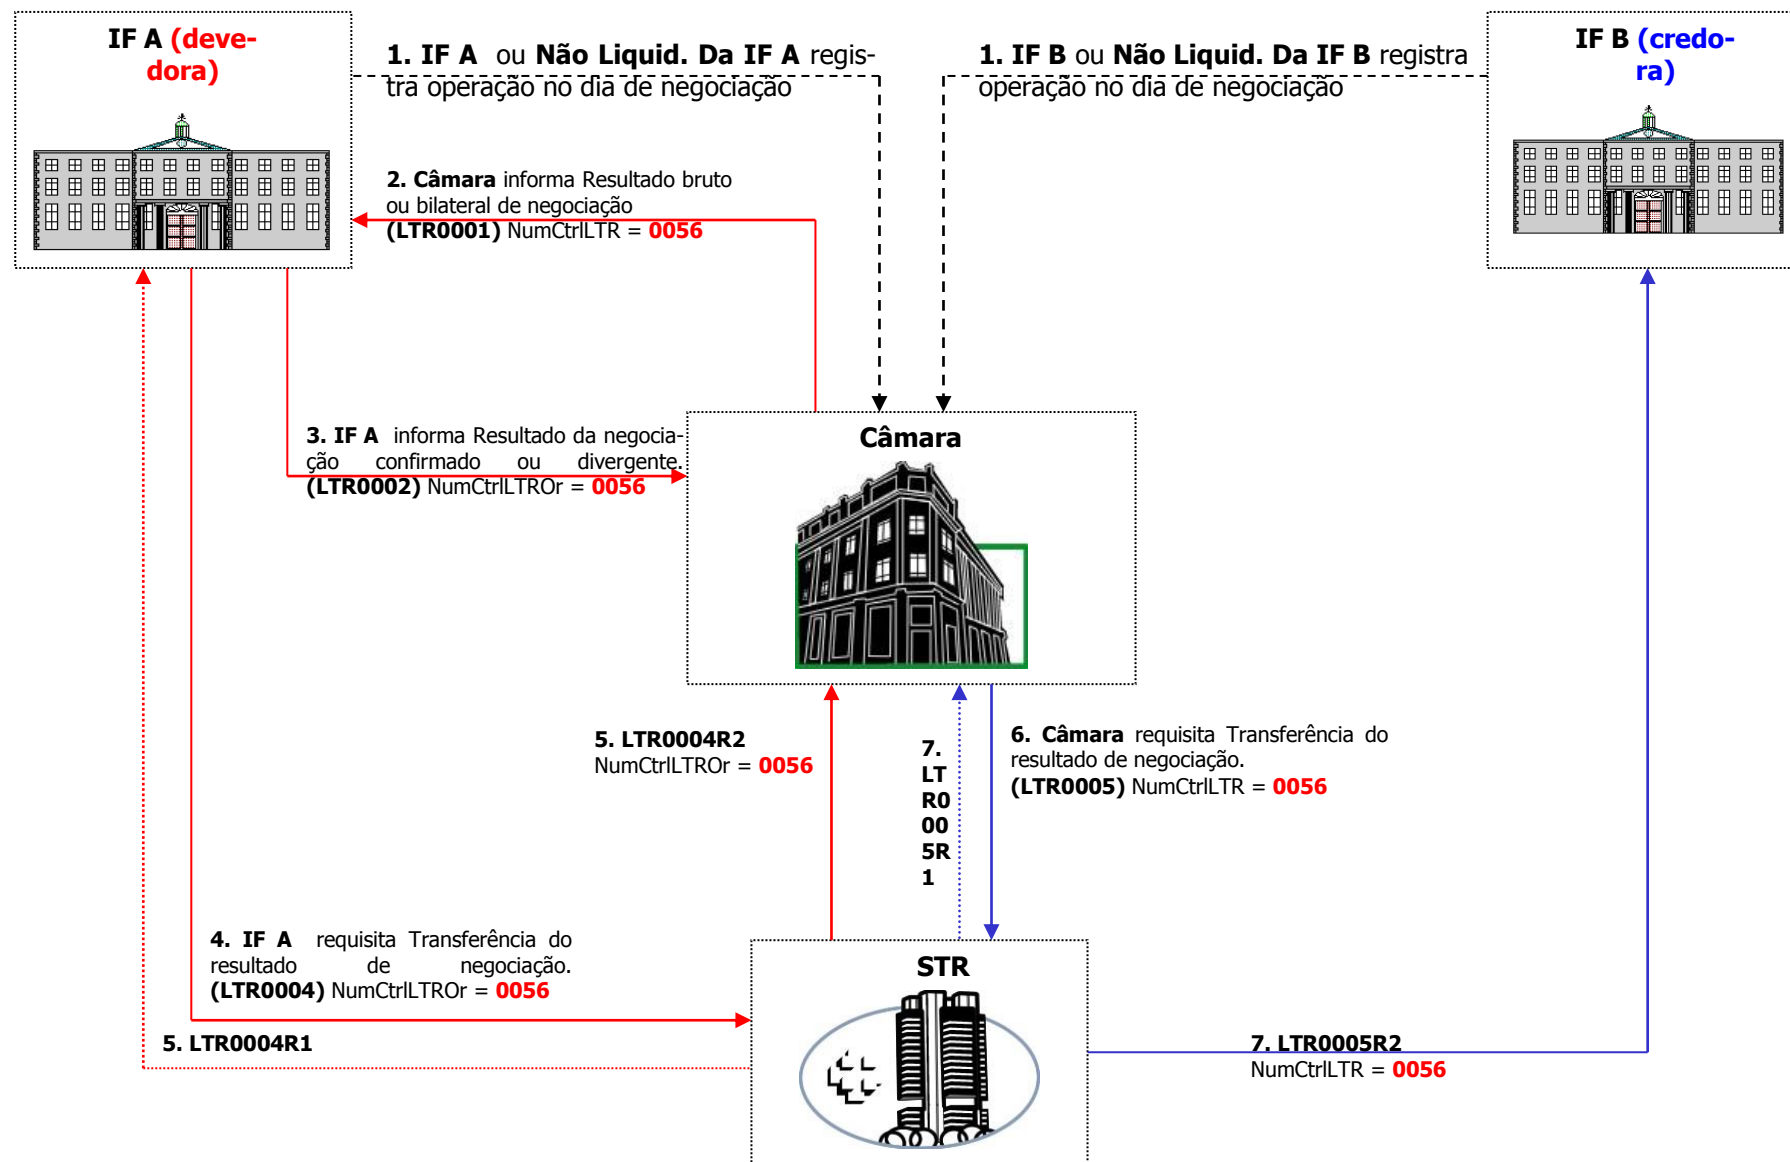 IF A (deve-
dora)
1. IF A ou Não Liquid. Da IF A regis-
tra operação no dia de negociação
1. IF B ou Não Liquid. Da IF B registra
operação no dia de negociação
IF B (credo-
ra)
2. Câmara informa Resultado bruto
ou bilateral de negociação
(LTR0001) NumCtrlLTR = 0056
3. IF A informa Resultado da negocia-
ção confirmado ou divergente.
(LTR0002) NumCtrlLTROr = 0056
Câmara
5. LTR0004R2
NumCtrlLTROr = 0056
7.
LT
R0
00
5R
1
6. Câmara requisita Transferência do
resultado de negociação.
(LTR0005) NumCtrlLTR = 0056
4. IF A requisita Transferência do
resultado de negociação.
(LTR0004) NumCtrlLTROr = 0056
5. LTR0004R1
STR
7. LTR0005R2
NumCtrlLTR = 0056